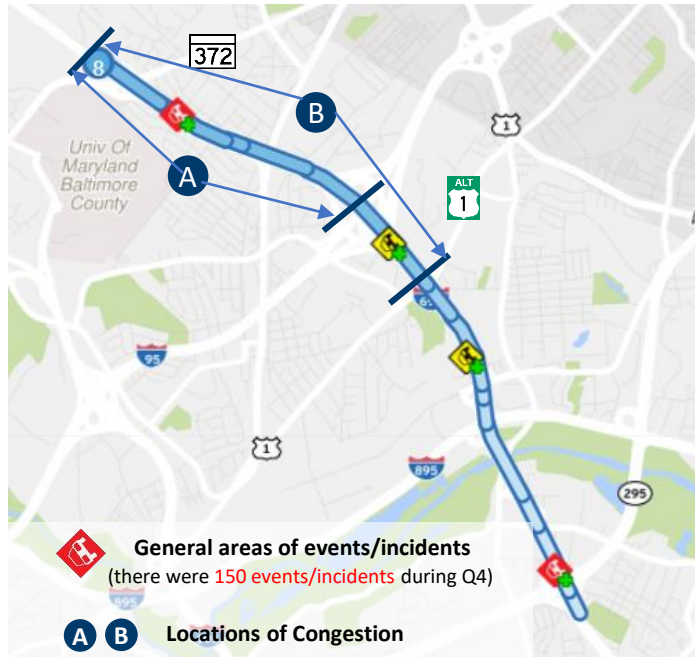 372
8
B
1
Univ Of
Maryland
Baltimore
County
A
ALT
1
95
1
895
295
General areas of events/incidents
(there were 150 events/incidents during Q4)
895
A B Locations of Congestion